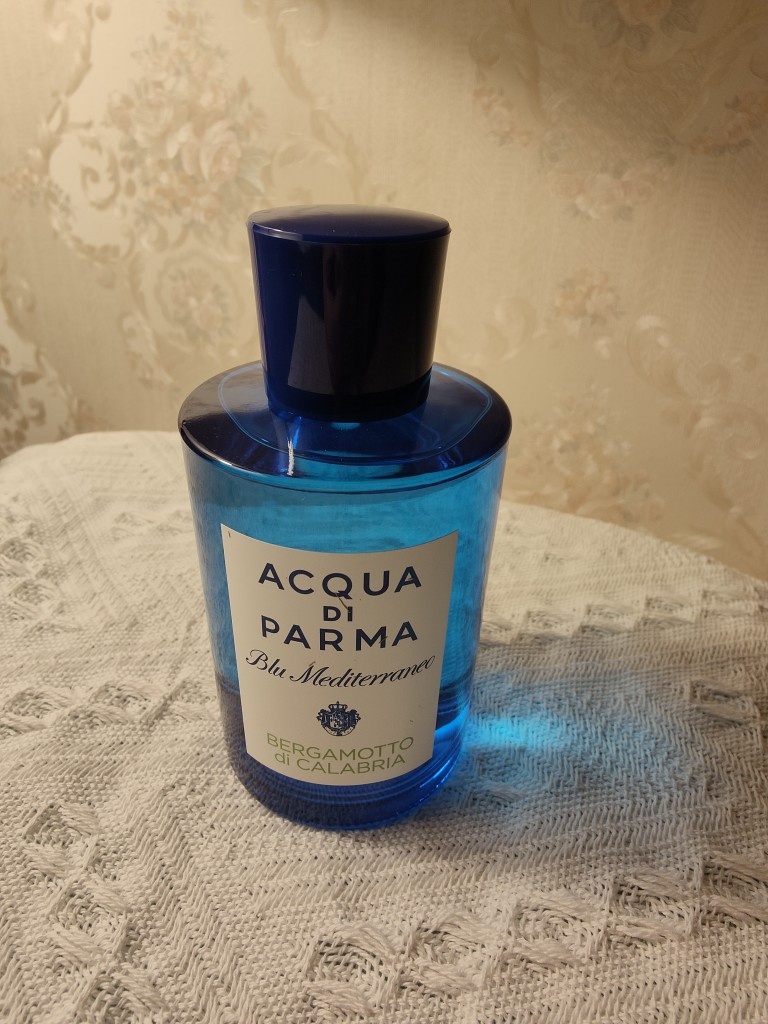 ACQUA
DI
PARMA
Blu Mediterraneo
BERGAMOTTO
di CALABRIA